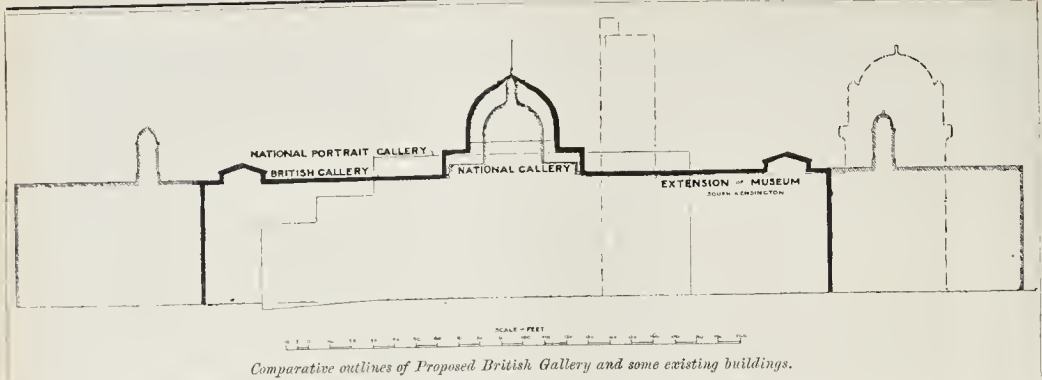 NATIONAL PORTRAIT GALLERY
BRITISH GALLERY
NATIONAL GALLERY
EXTENSION OF MUSEUM
SOUTH KENSINGTON
SCALE - FEET
Comparative outlines of Proposed British Gallery and some existing buildings.